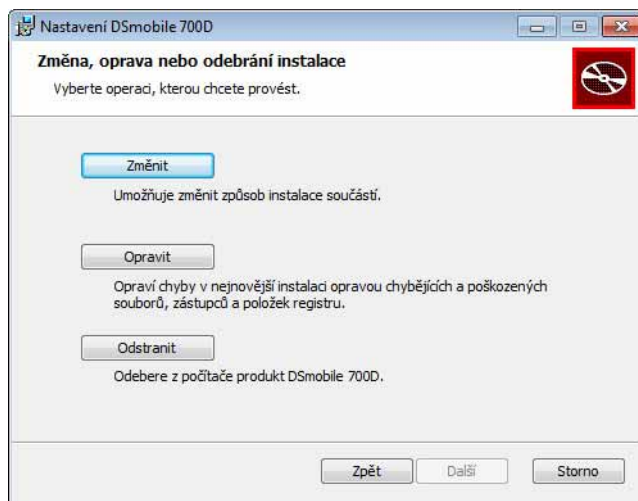 Nastavení DSmobile 700D
Změna, oprava nebo odebrání instalace
Vyberte operaci, kterou chcete provést.
Změnit
Umožňuje změnit způsob instalace součástí.
Opravit
Opraví chyby v nejnovější instalaci opravou chybějících a poškozených
souborů, zástupců a položek registru.
Odstranit
Odebere z počítače produkt DSmobile 700D.
Zpět
Další
Storno